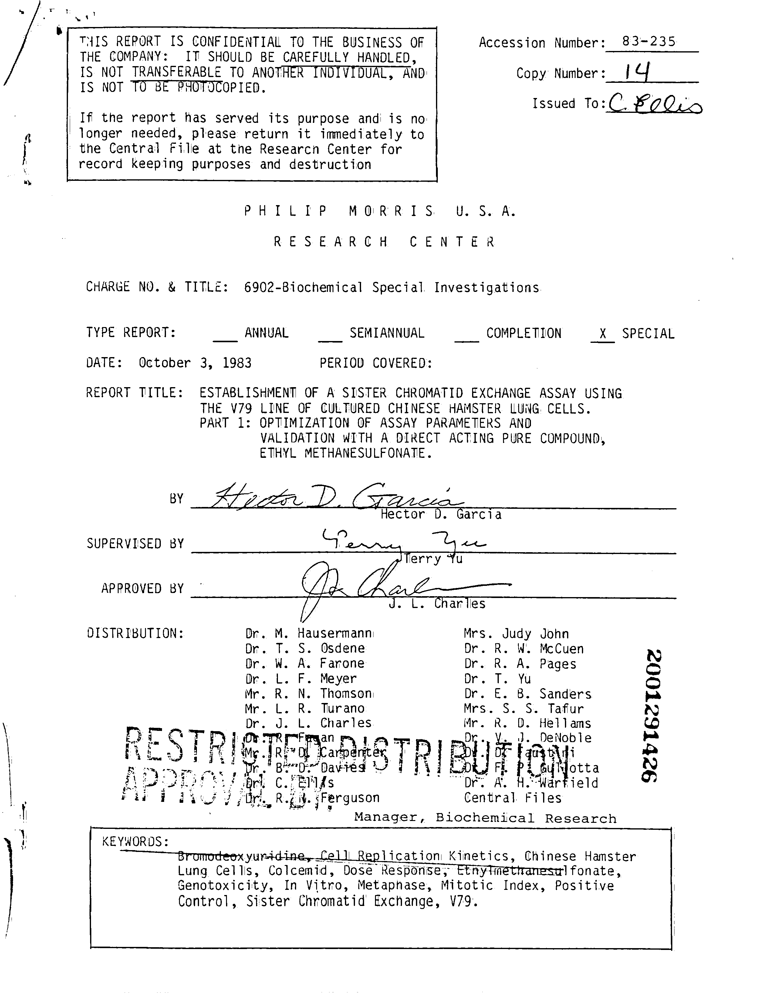 THIS REPORT IS CONFIDENTIAL TO THE BUSINESS OF
THE COMPANY: IT SHOULD BE CAREFULLY HANDLED,
IS NOT TRANSFERABLE TO ANOTHER INDIVIDUAL, AND
IS NOT TO BE PHOTOCOPIED.
If the report has served its purpose and is no
longer needed, please return it immediately to
the Central File at the Research Center for
record keeping purposes and destruction
Accession Number: 83-235
Copy Number: 14
Issued To: C. Ellis
PHILIP MORRIS U.S.A.
RESEARCH CENTER
CHARGE NO. & TITLE: 6902-Biochemical Special Investigations
TYPE REPORT: ___ ANNUAL ___ SEMIANNUAL ___ COMPLETION X SPECIAL
DATE: October 3, 1983 PERIOD COVERED:
REPORT TITLE: ESTABLISHMENT OF A SISTER CHROMATID EXCHANGE ASSAY USING
THE V79 LINE OF CULTURED CHINESE HAMSTER LUNG CELLS.
PART 1: OPTIMIZATION OF ASSAY PARAMETERS AND
VALIDATION WITH A DIRECT ACTING PURE COMPOUND,
ETHYL METHANESULFONATE.
BY Hector D. Garcia
Hector D. Garcia
SUPERVISED BY Terry Yu
Terry Yu
APPROVED BY J. Charles
J. L. Charles
DISTRIBUTION:
Dr. M. Hausermann
Dr. T. S. Osdene
Dr. W. A. Farone
Dr. L. F. Meyer
Mr. R. N. Thomson
Mr. L. R. Turano
Dr. J. L. Charles
Mr. R. D. Carpenter
Dr. B. D. Davies
Dr. C. Ellis
Dr. R. Ferguson
Mrs. Judy John
Dr. R. W. McCuen
Dr. R. A. Pages
Dr. T. Yu
Dr. E. B. Sanders
Mrs. S. S. Tafur
Mr. R. D. Hellams
Dr. V. J. DeNoble
Dr. F. P. Gullotta
Dr. A. H. Warfield
Central Files
RESTRICTED DISTRIBUTION
APPROVAL BY:
Manager, Biochemical Research
2001291426
KEYWORDS:
Bromodeoxyuridine, Cell Replication Kinetics, Chinese Hamster
Lung Cells, Colcemid, Dose Response, Ethylmethanesulfonate,
Genotoxicity, In Vitro, Metaphase, Mitotic Index, Positive
Control, Sister Chromatid Exchange, V79.